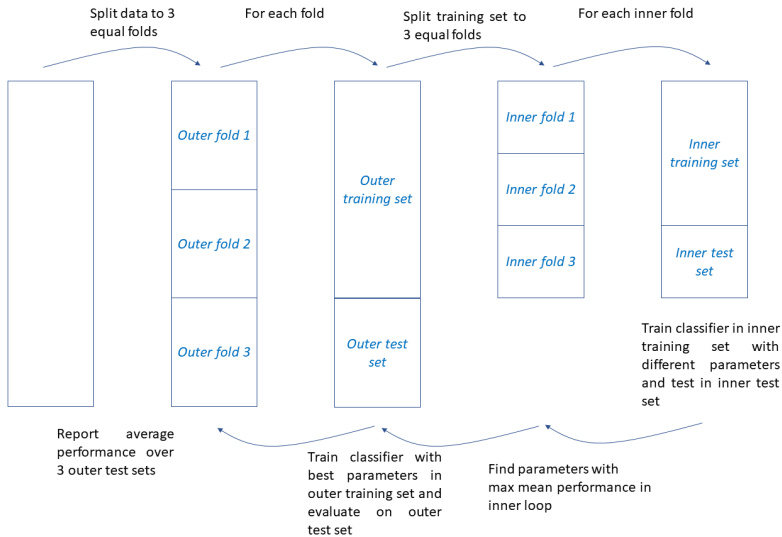 Split data to 3
equal folds
For each fold
Split training set to
3 equal folds
For each inner fold
Outer fold 1
Outer fold 2
Outer fold 3
Outer
training set
Outer test
set
Inner fold 1
Inner fold 2
Inner fold 3
Inner
training set
Inner test
set
Train classifier in inner
training set with
different parameters
and test in inner test
set
Report average
performance over
3 outer test sets
Train classifier with
best parameters in
outer training set and
evaluate on outer
test set
Find parameters with
max mean performance in
inner loop